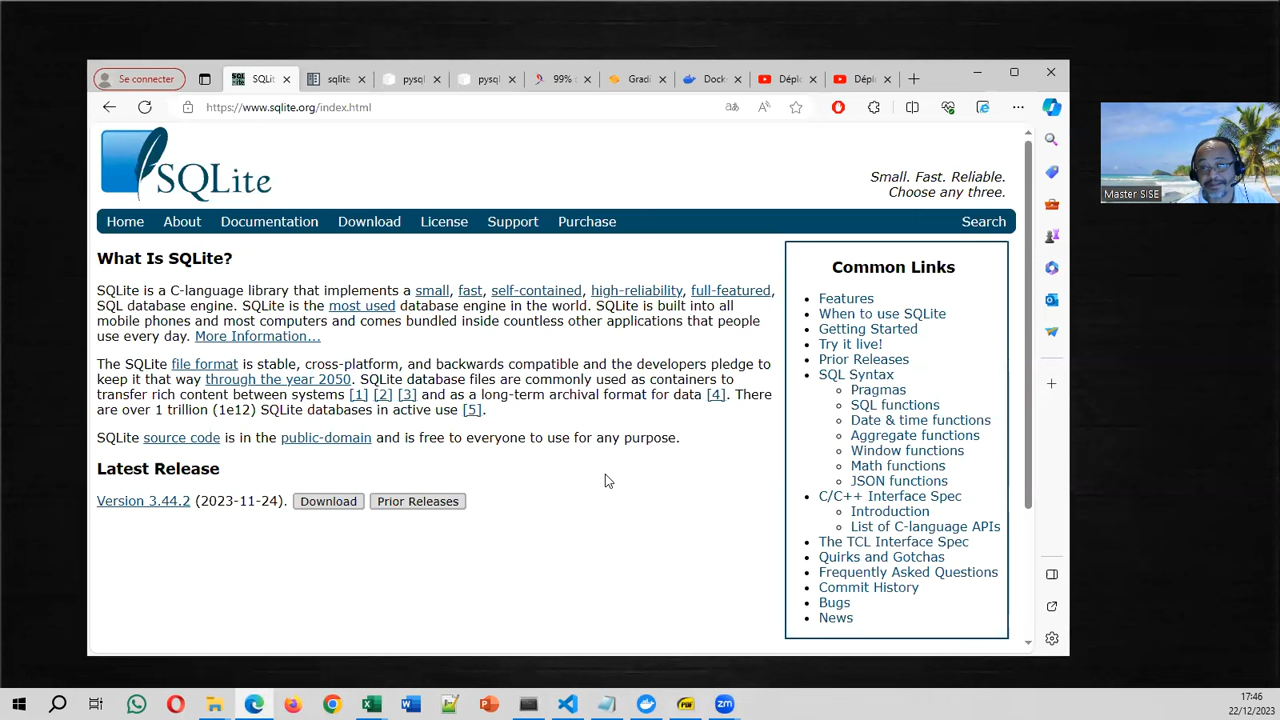 Se connecter
SQLit
sqlite
pysql
pysql
99% c
Gradi
Dock
Déplo
Déplo
https://www.sqlite.org/index.html
SQLite
Small. Fast. Reliable.
Choose any three.
Home About Documentation Download License Support Purchase Search
What Is SQLite?
SQLite is a C-language library that implements a small, fast, self-contained, high-reliability, full-featured,
SQL database engine. SQLite is the most used database engine in the world. SQLite is built into all
mobile phones and most computers and comes bundled inside countless other applications that people
use every day. More Information...
The SQLite file format is stable, cross-platform, and backwards compatible and the developers pledge to
keep it that way through the year 2050. SQLite database files are commonly used as containers to
transfer rich content between systems [1] [2] [3] and as a long-term archival format for data [4]. There
are over 1 trillion (1e12) SQLite databases in active use [5].
SQLite source code is in the public-domain and is free to everyone to use for any purpose.
Latest Release
Version 3.44.2 (2023-11-24). Download Prior Releases
Common Links
Features
When to use SQLite
Getting Started
Try it live!
Prior Releases
SQL Syntax
Pragmas
SQL functions
Date & time functions
Aggregate functions
Window functions
Math functions
JSON functions
C/C++ Interface Spec
Introduction
List of C-language APIs
The TCL Interface Spec
Quirks and Gotchas
Frequently Asked Questions
Commit History
Bugs
News
Master SISE
17:46
22/12/2023